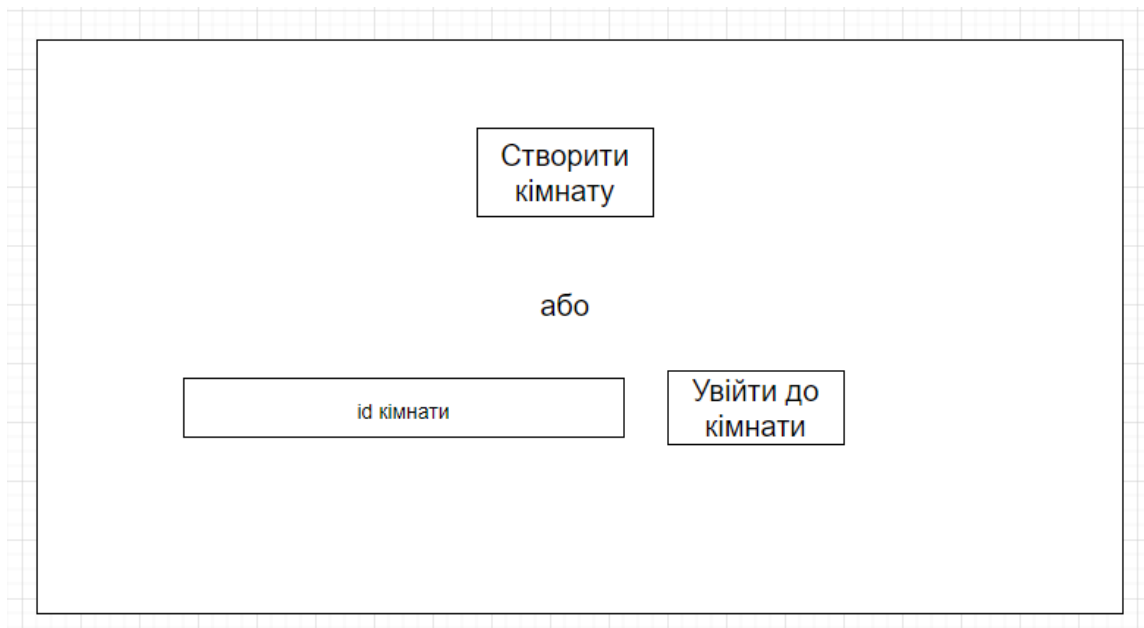 Створити
кімнату
або
id кімнати
Увійти до
кімнати